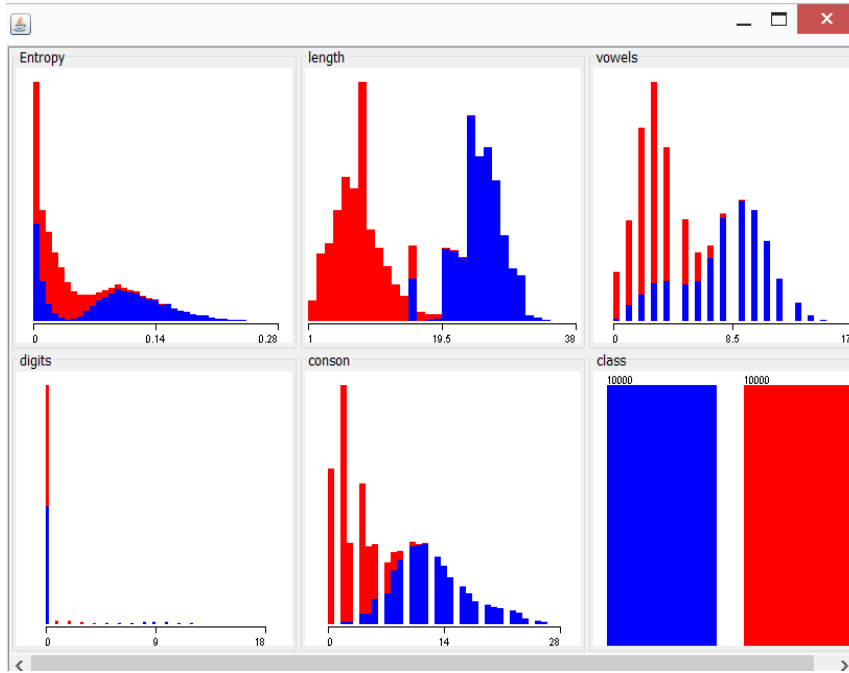 Entropy
0 0.14 0.28
length
1 19.5 38
vowels
0 8.5 17
digits
0 9 18
conson
0 14 28
class
10000 10000